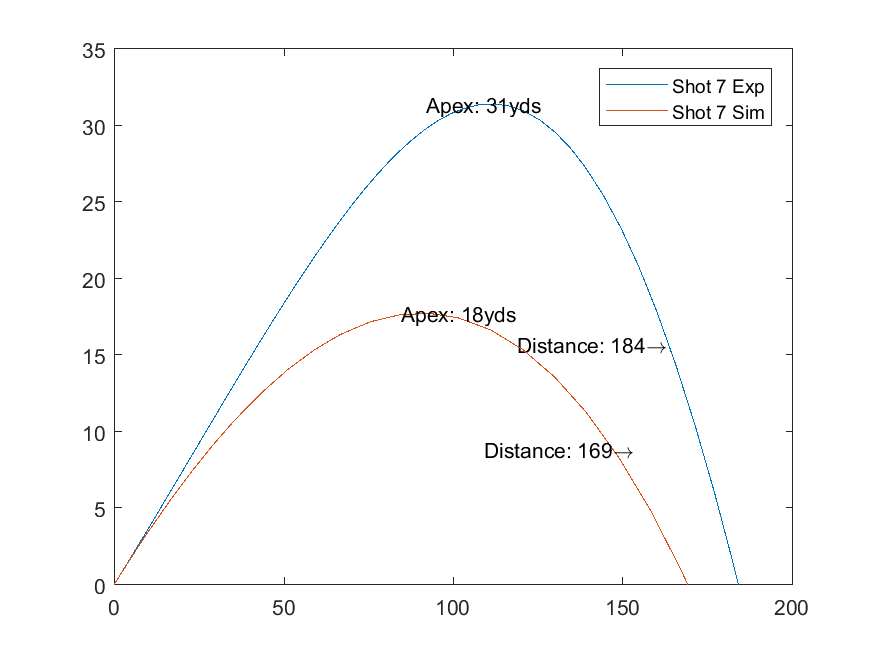 35
30
25
20
15
10
5
0
0 50 100 150 200
Shot 7 Exp
Shot 7 Sim
Apex: 31yds
Apex: 18yds
Distance: 184→
Distance: 169→